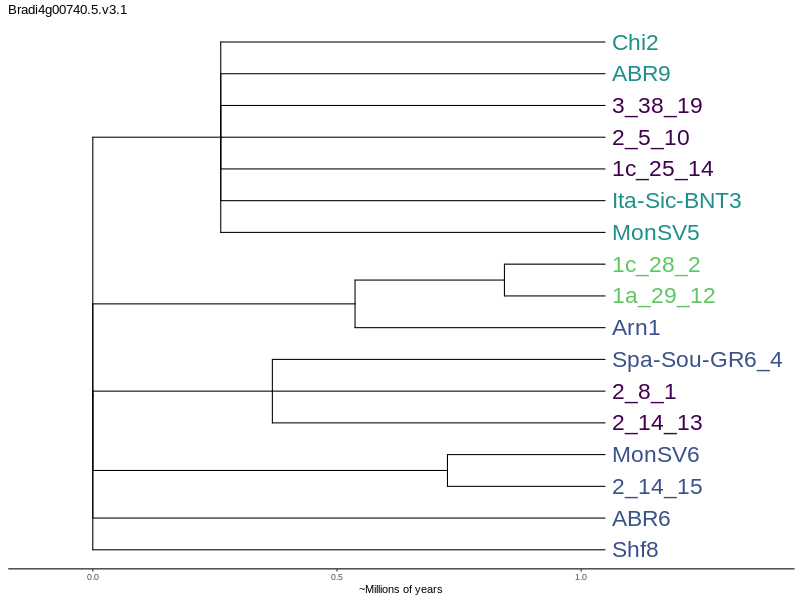 Bradi4g00740.5.v3.1
Chi2
ABR9
3_38_19
2_5_10
1c_25_14
Ita-Sic-BNT3
MonSV5
1c_28_2
1a_29_12
Arn1
Spa-Sou-GR6_4
2_8_1
2_14_13
MonSV6
2_14_15
ABR6
Shf8
0.0 0.5 1.0
~Millions of years